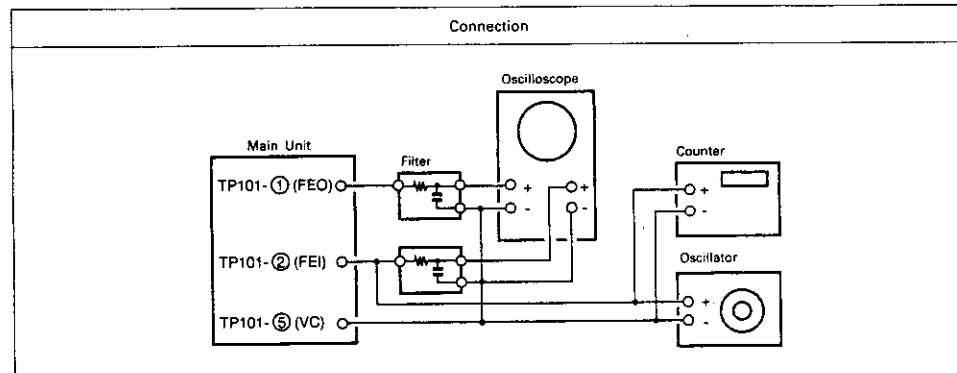 Connection
Oscilloscope
Main Unit
Filter
Counter
TP101-① (FEO)
+ +
- -
+
-
TP101-② (FEI)
Oscillator
+
-
TP101-⑤ (VC)